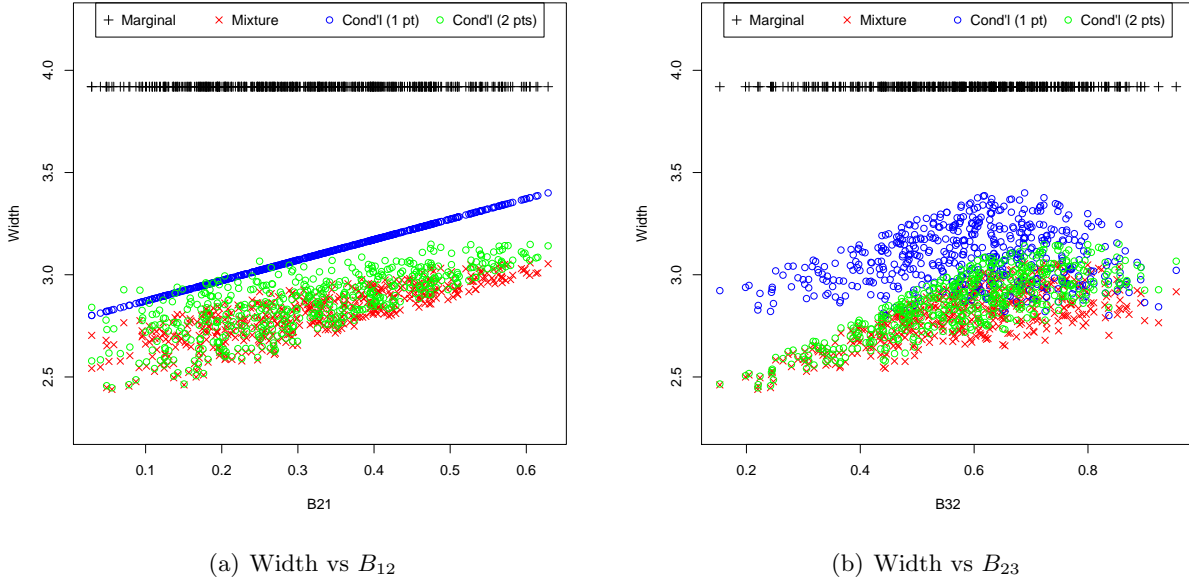 + Marginal × Mixture ○ Cond'l (1 pt) ○ Cond'l (2 pts)
4.0
3.5
3.0
2.5
Width
0.1 0.2 0.3 0.4 0.5 0.6
B21
(a) Width vs B₁₂
+ Marginal × Mixture ○ Cond'l (1 pt) ○ Cond'l (2 pts)
4.0
3.5
3.0
2.5
Width
0.2 0.4 0.6 0.8
B32
(b) Width vs B₂₃